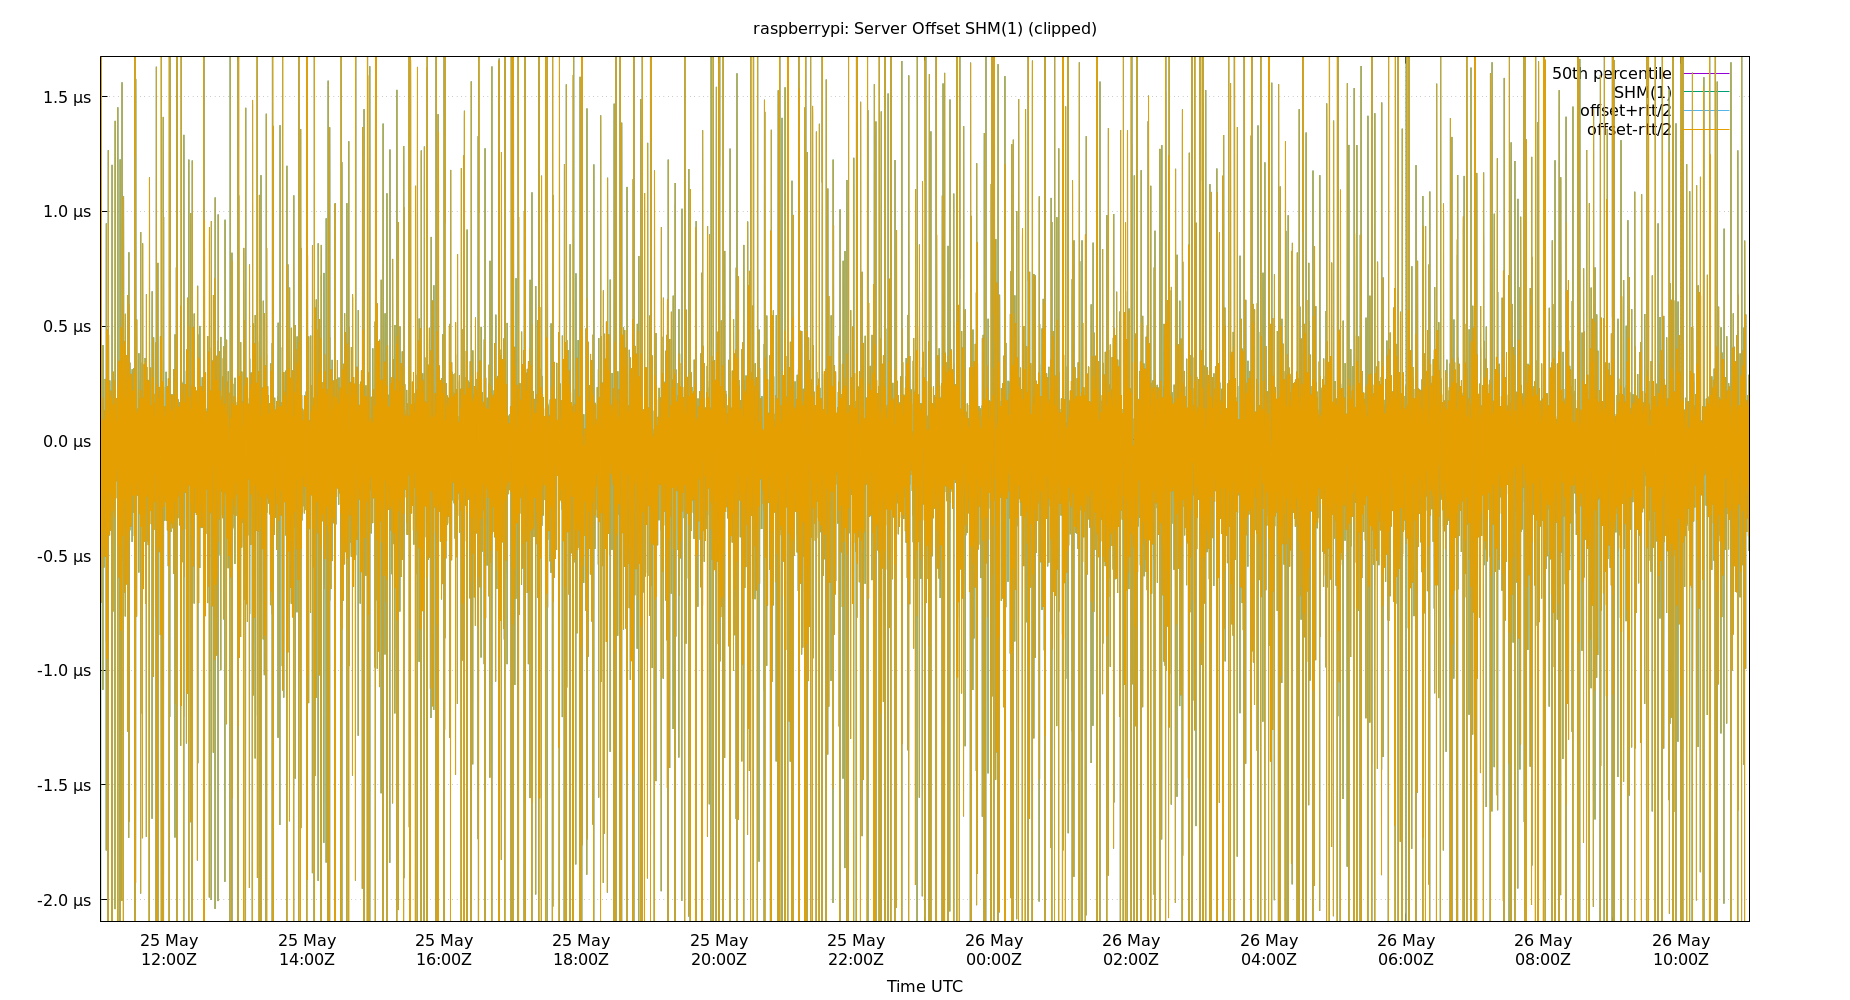 raspberrypi: Server Offset SHM(1) (clipped)
50th percentile
SHM(1)
offset+rtt/2
offset-rtt/2
1.5 µs
1.0 µs
0.5 µs
0.0 µs
-0.5 µs
-1.0 µs
-1.5 µs
-2.0 µs
25 May 25 May 25 May 25 May 25 May 25 May 26 May 26 May 26 May 26 May 26 May 26 May
12:00Z 14:00Z 16:00Z 18:00Z 20:00Z 22:00Z 00:00Z 02:00Z 04:00Z 06:00Z 08:00Z 10:00Z
Time UTC